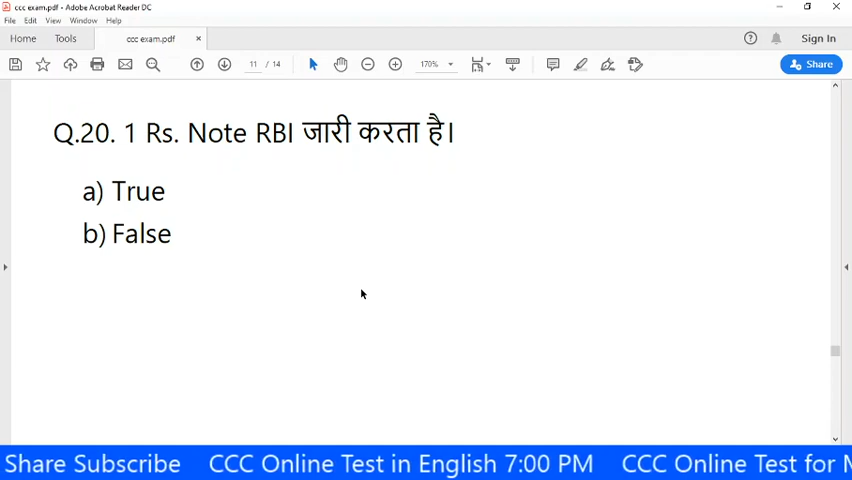 ccc exam.pdf - Adobe Acrobat Reader DC
File Edit View Window Help
Home Tools ccc exam.pdf × Sign In
11 / 14 170% Share
Q.20. 1 Rs. Note RBI जारी करता है।
a) True
b) False
Share Subscribe CCC Online Test in English 7:00 PM CCC Online Test for M